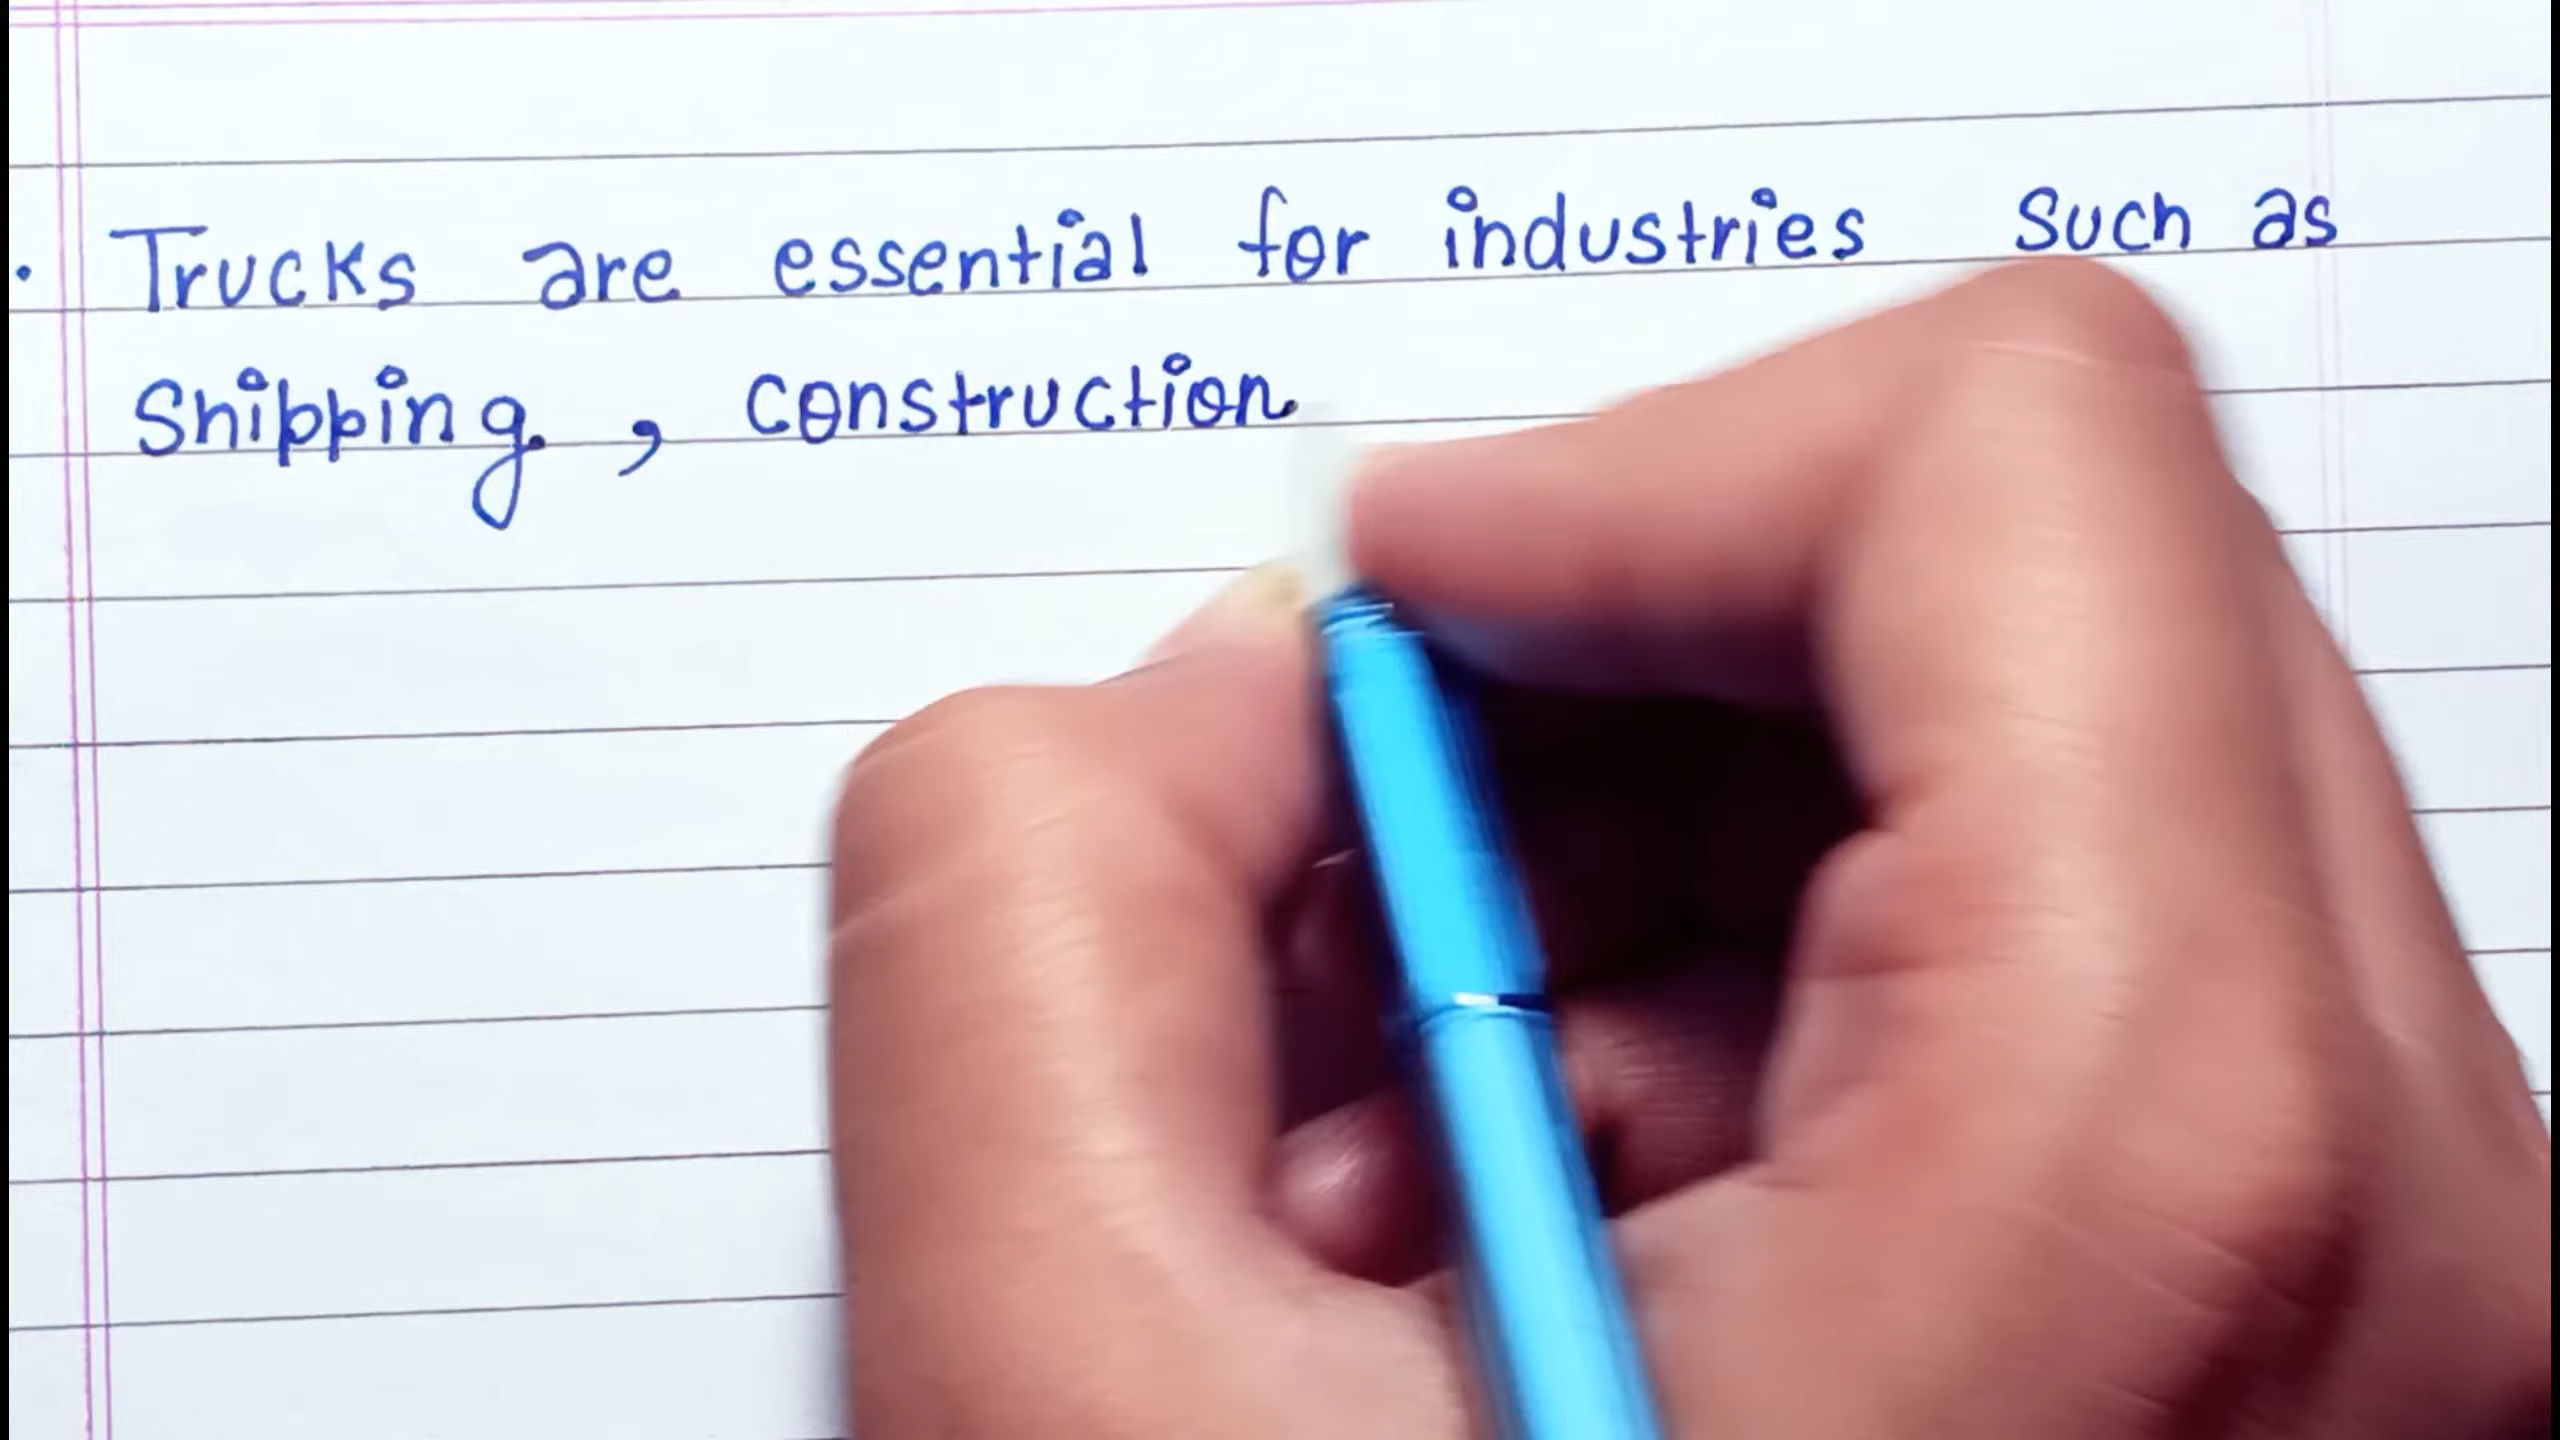 . Trucks are essential for industries such as
shipping. , construction